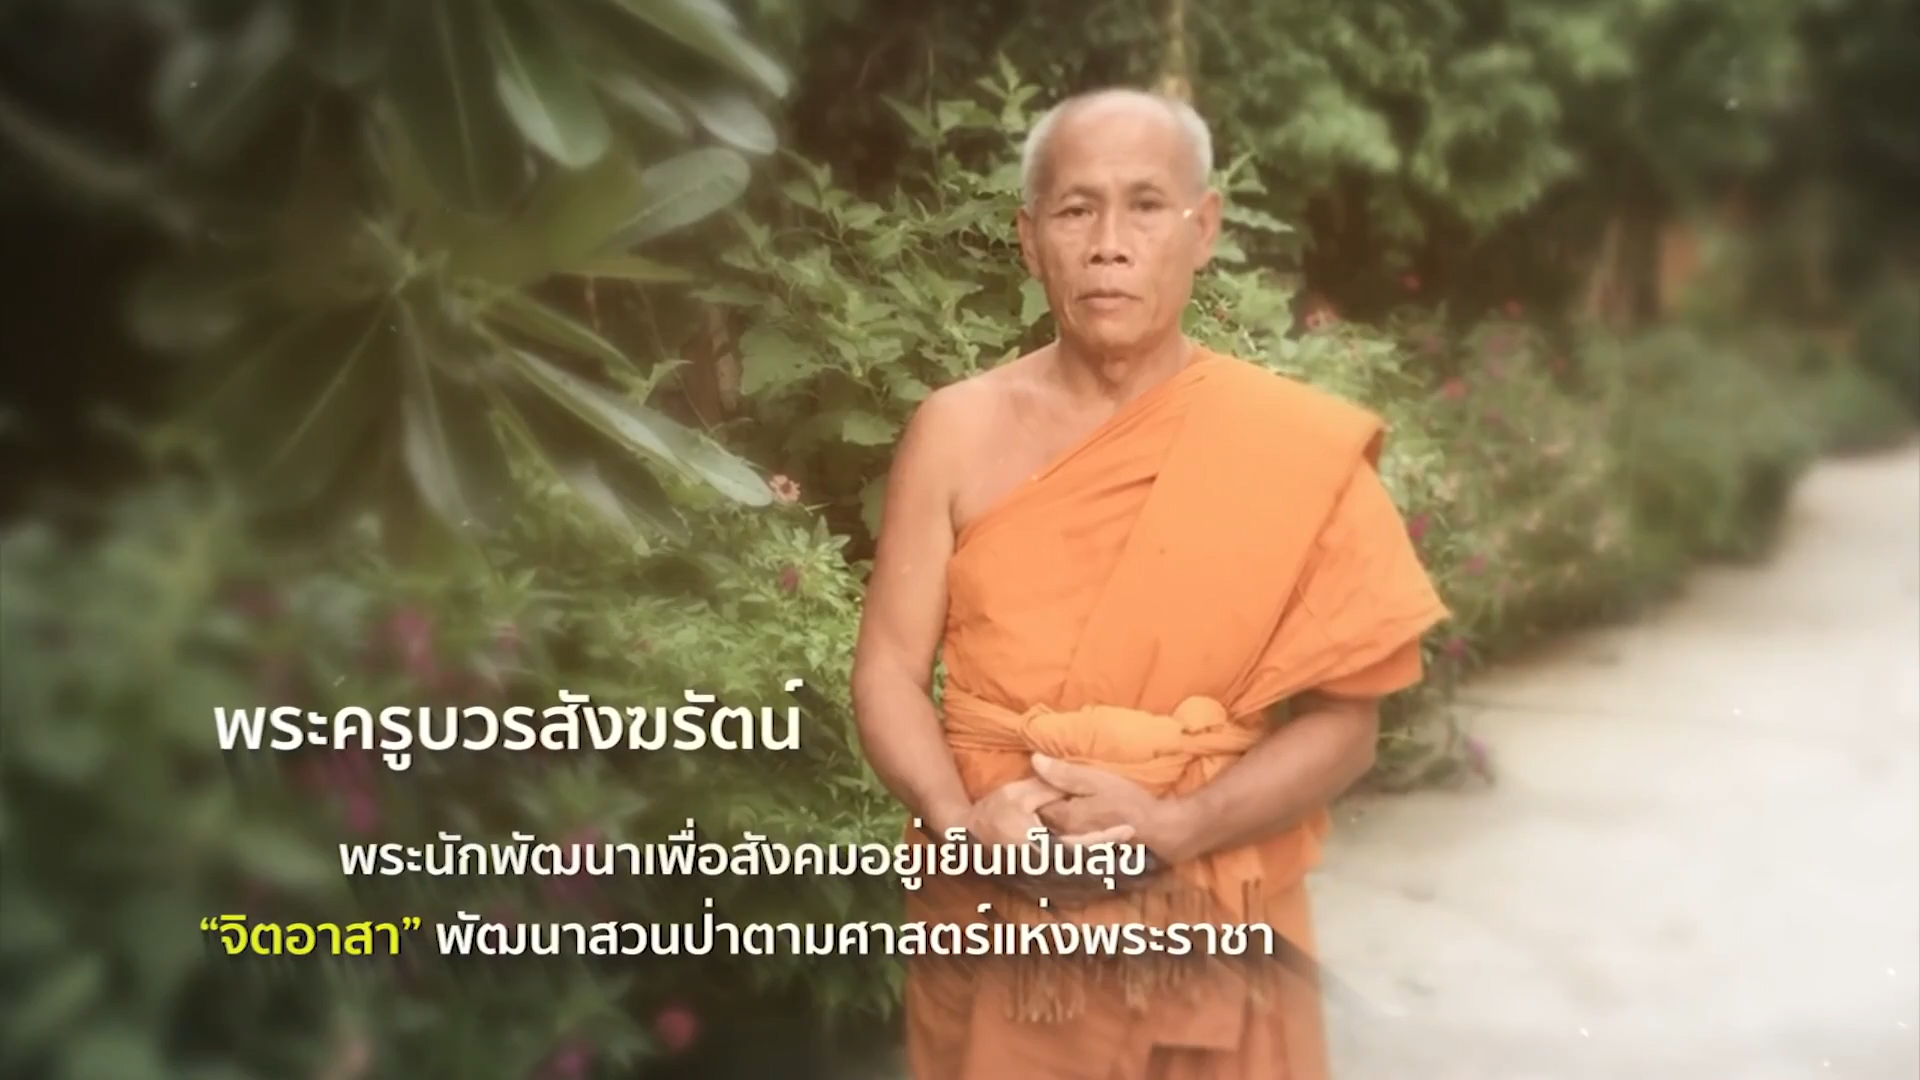 พระครูบวรสังฆรัตน์
พระนักพัฒนาเพื่อสังคมอยู่เย็นเป็นสุข
“จิตอาสา” พัฒนาสวนป่าตามศาสตร์แห่งพระราชา